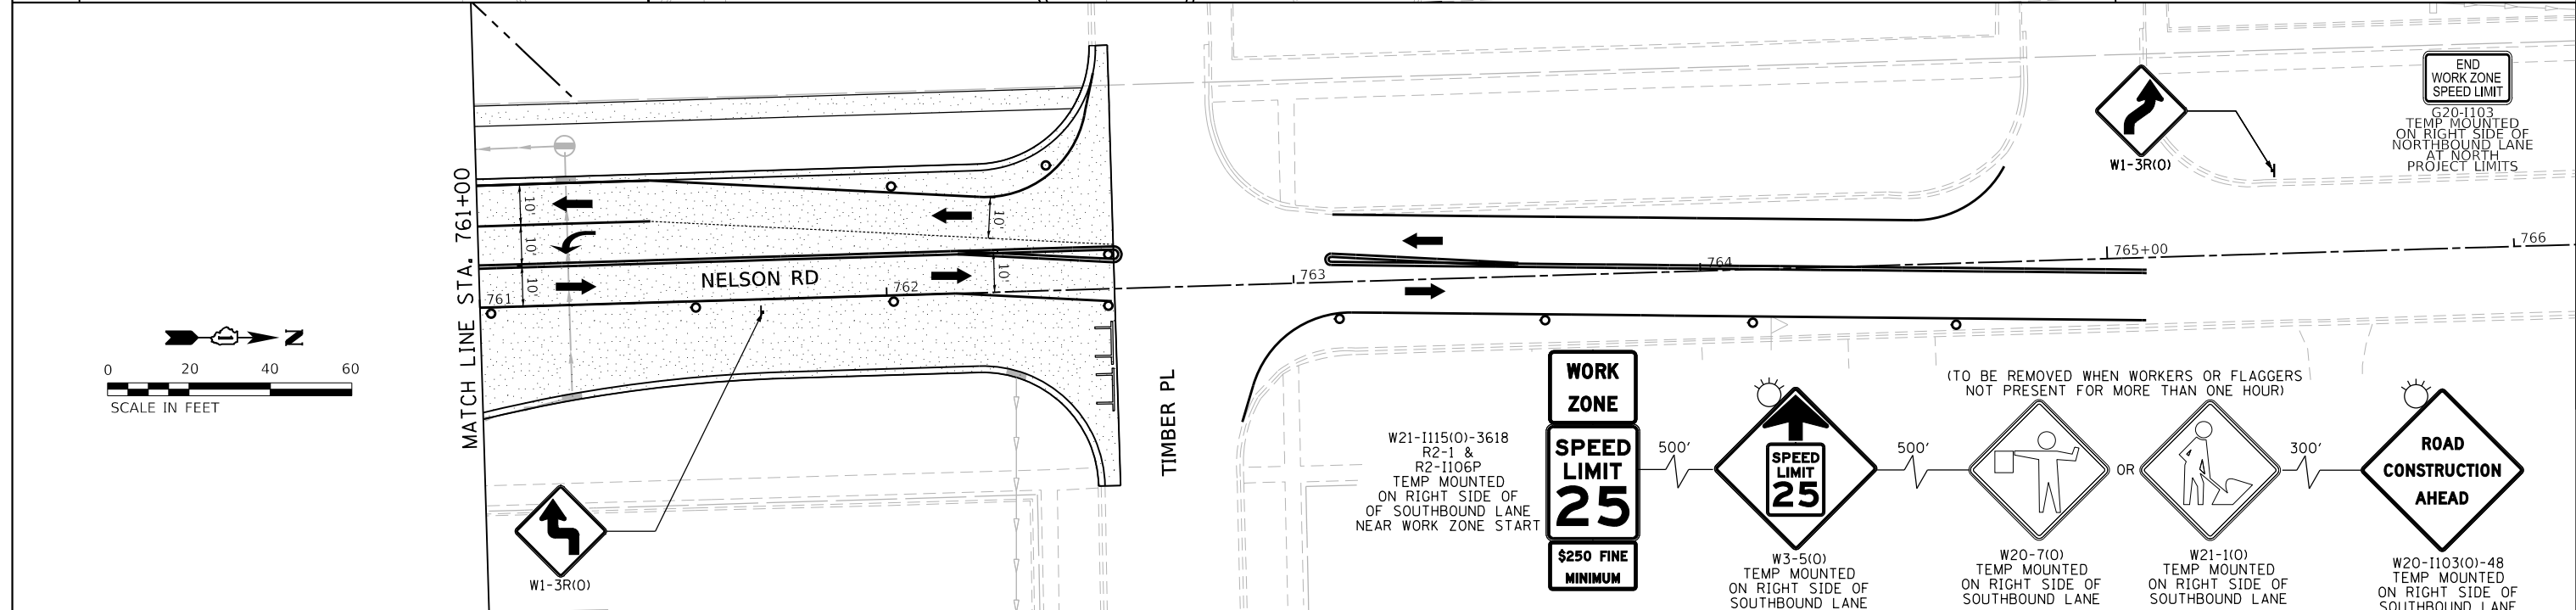 END
WORK ZONE
SPEED LIMIT
G20-I103
TEMP MOUNTED
ON RIGHT SIDE OF
NORTHBOUND LANE
AT NORTH
PROJECT LIMITS
W1-3R(O)
MATCH LINE STA. 761+00
10'
10'
10'
10'
10'
NELSON RD
761
762
763
764
765+00
766
N
0 20 40 60
SCALE IN FEET
TIMBER PL
W1-3R(O)
W21-I115(O)-3618
R2-1 &
R2-I106P
TEMP MOUNTED
ON RIGHT SIDE OF
OF SOUTHBOUND LANE
NEAR WORK ZONE START
WORK
ZONE
SPEED
LIMIT
25
$250 FINE
MINIMUM
500'
SPEED
LIMIT
25
W3-5(O)
TEMP MOUNTED
ON RIGHT SIDE OF
SOUTHBOUND LANE
500'
(TO BE REMOVED WHEN WORKERS OR FLAGGERS
NOT PRESENT FOR MORE THAN ONE HOUR)
W20-7(O)
TEMP MOUNTED
ON RIGHT SIDE OF
SOUTHBOUND LANE
OR
W21-1(O)
TEMP MOUNTED
ON RIGHT SIDE OF
SOUTHBOUND LANE
300'
ROAD
CONSTRUCTION
AHEAD
W20-I103(O)-48
TEMP MOUNTED
ON RIGHT SIDE OF
SOUTHBOUND LANE